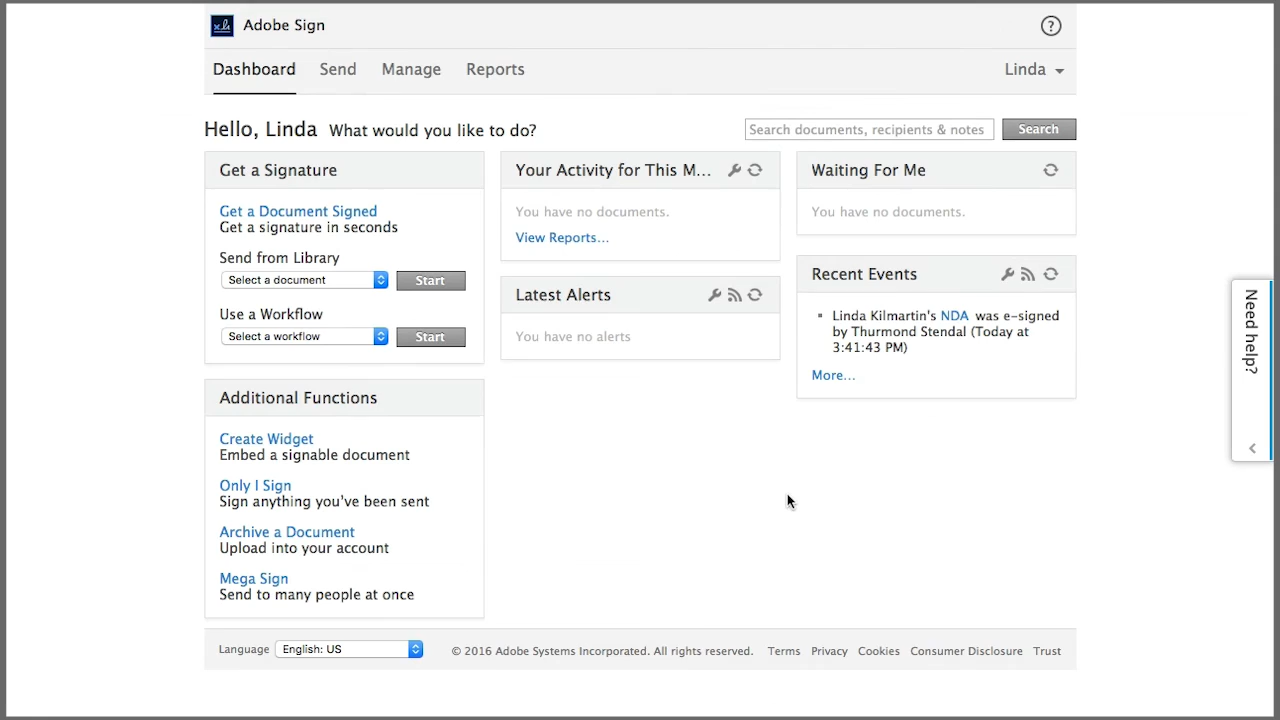 Adobe Sign
?
Dashboard Send Manage Reports
Linda
Hello, Linda What would you like to do?
Search documents, recipients & notes
Search
Get a Signature
Get a Document Signed
Get a signature in seconds
Send from Library
Select a document
Start
Use a Workflow
Select a workflow
Start
Additional Functions
Create Widget
Embed a signable document
Only I Sign
Sign anything you've been sent
Archive a Document
Upload into your account
Mega Sign
Send to many people at once
Your Activity for This M...
You have no documents.
View Reports...
Latest Alerts
You have no alerts
Waiting For Me
You have no documents.
Recent Events
Linda Kilmartin's NDA was e-signed
by Thurmond Stendal (Today at
3:41:43 PM)
More...
Need help?
Language English: US
© 2016 Adobe Systems Incorporated. All rights reserved. Terms Privacy Cookies Consumer Disclosure Trust